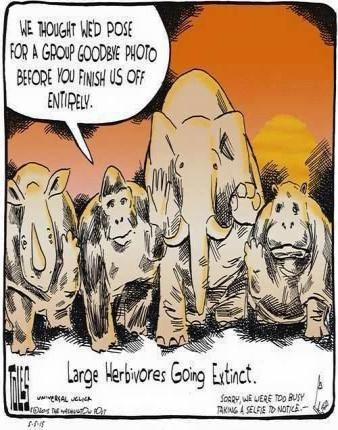 WE THOUGHT WE'D POSE
FOR A GROUP GOODBYE PHOTO
BEFORE YOU FINISH US OFF
ENTIRELY.
Large Herbivores Going Extinct.
TOLES
UNIVERSAL UCLICK
©2015 THE WASHINGTON POST
5-5-15
SORRY, WE WERE TOO BUSY
TAKING A SELFIE TO NOTICE.—